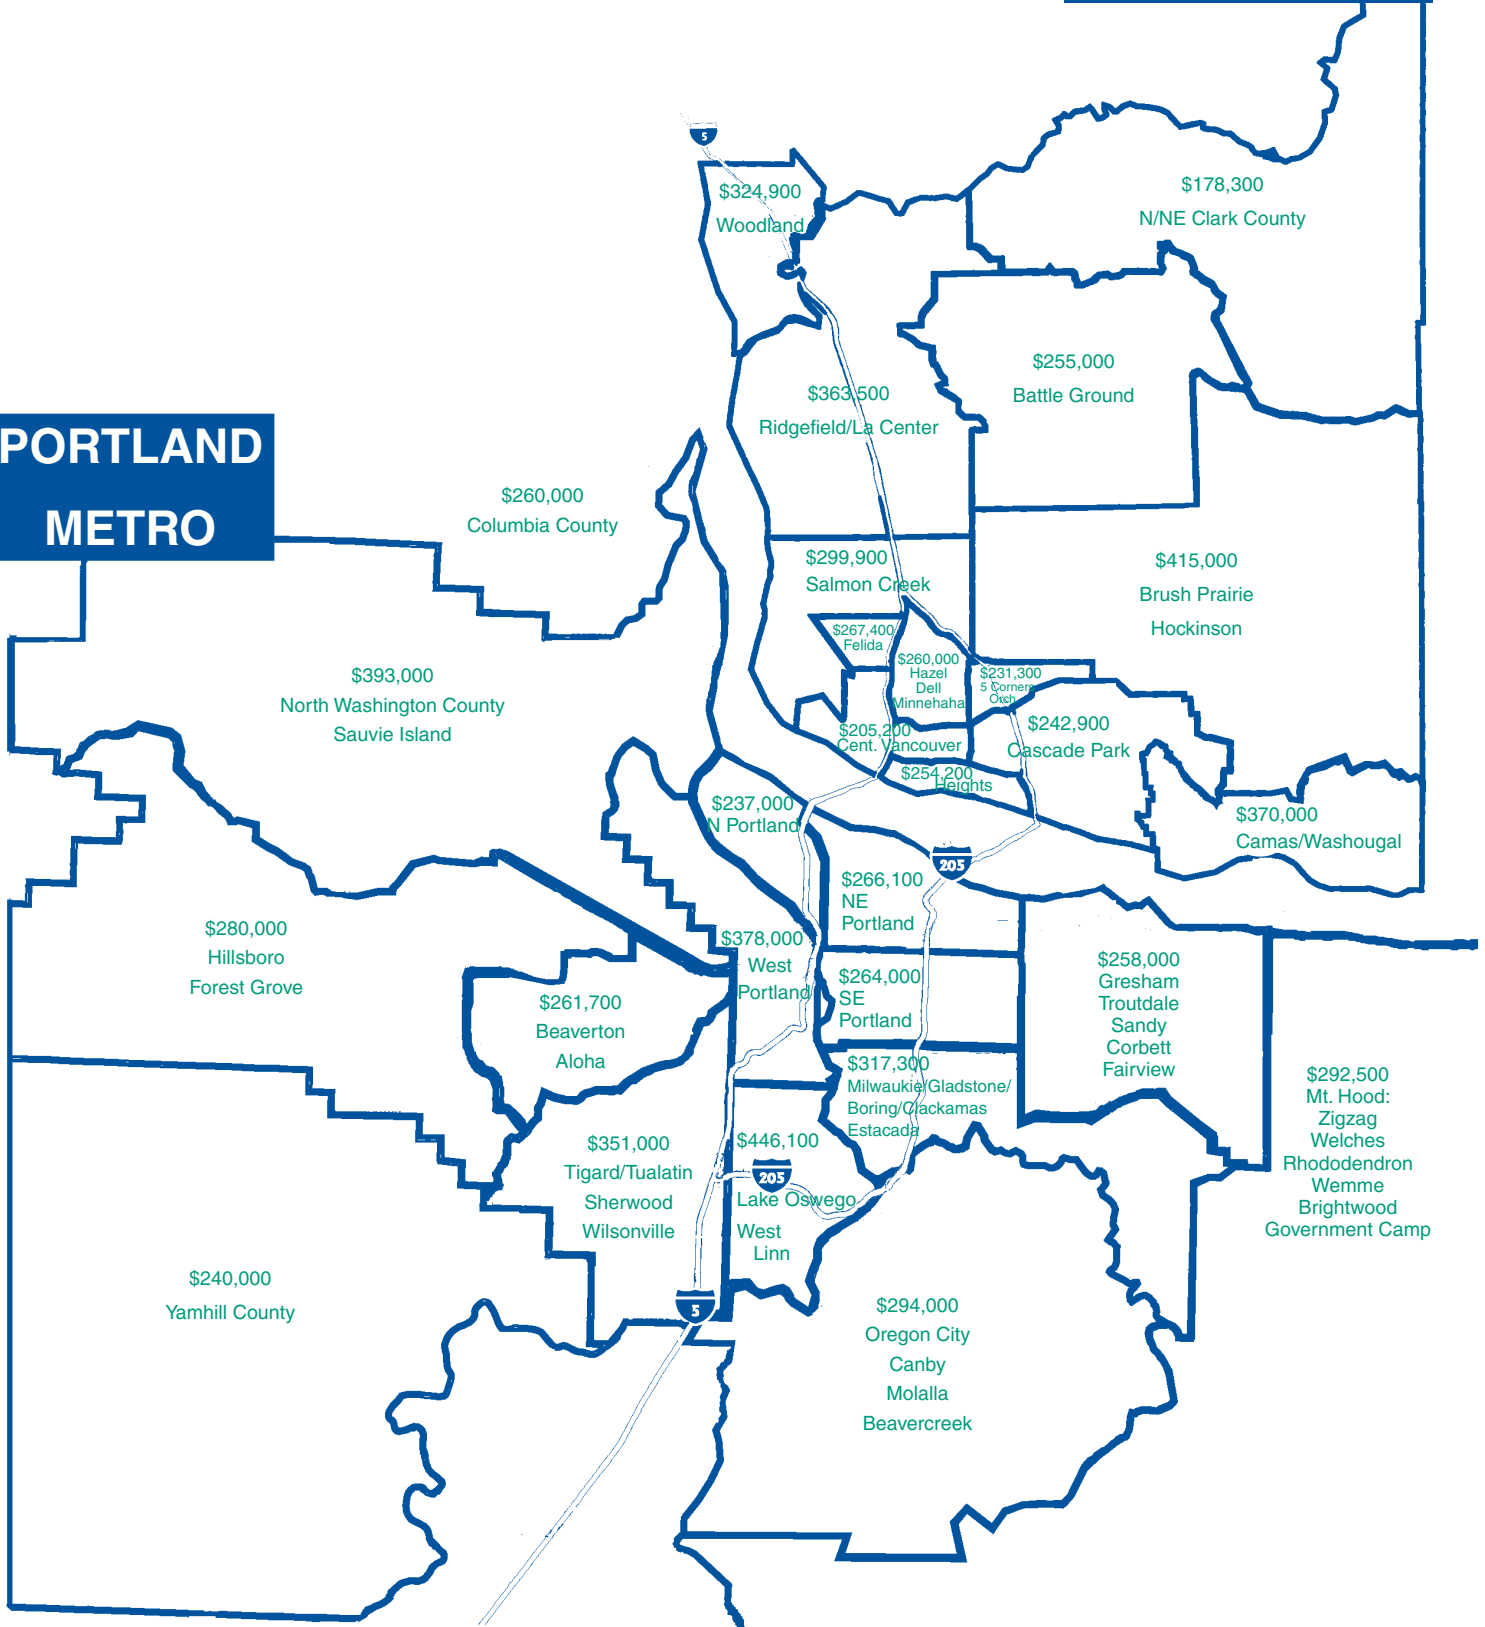 5
$324,900
Woodland
$178,300
N/NE Clark County
$255,000
Battle Ground
$363,500
Ridgefield/La Center
PORTLAND
METRO
$260,000
Columbia County
$299,900
Salmon Creek
$415,000
Brush Prairie
Hockinson
$267,400
Felida
$260,000
Hazel
Dell
Minnehaha
$231,300
5 Corners
Orch
$393,000
North Washington County
Sauvie Island
$205,200
Cent. Vancouver
$242,900
Cascade Park
$254,200
Heights
$237,000
N Portland
$370,000
Camas/Washougal
205
$266,100
NE
Portland
$280,000
Hillsboro
Forest Grove
$378,000
West
Portland
$264,000
SE
Portland
$258,000
Gresham
Troutdale
Sandy
Corbett
Fairview
$261,700
Beaverton
Aloha
$317,300
Milwaukie/Gladstone/
Boring/Clackamas
Estacada
$292,500
Mt. Hood:
Zigzag
Welches
Rhododendron
Wemme
Brightwood
Government Camp
$351,000
Tigard/Tualatin
Sherwood
Wilsonville
$446,100
205
Lake Oswego
West
Linn
$240,000
Yamhill County
5
$294,000
Oregon City
Canby
Molalla
Beavercreek